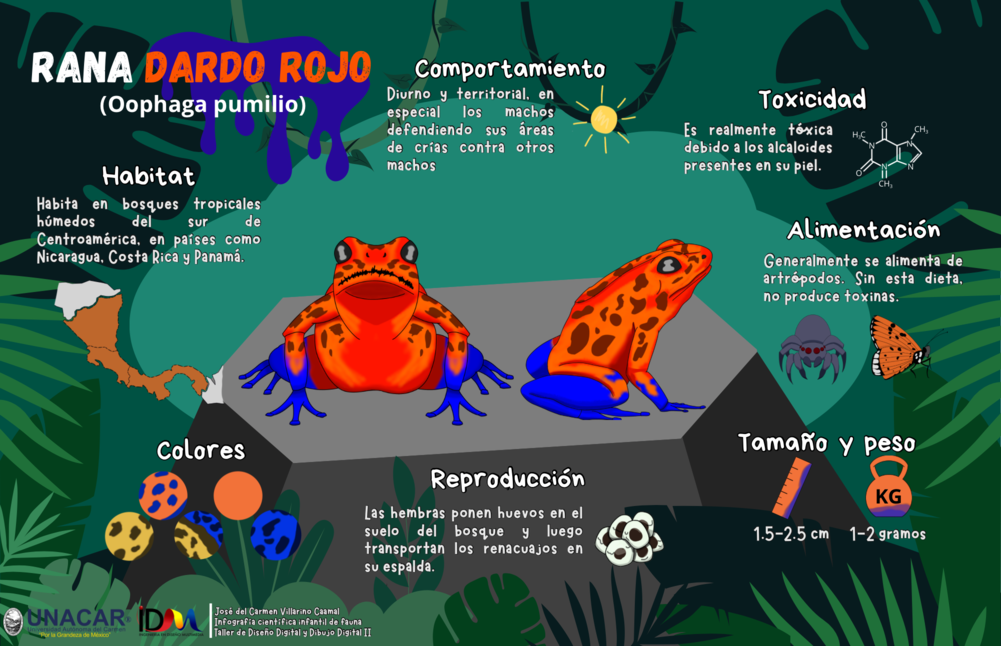 RANA DARDO ROJO
(Oophaga pumilio)
Comportamiento
Diurno y territorial, en
especial los machos
defendiendo sus áreas
de crías contra otros
machos
Toxicidad
Es realmente tóxica
debido a los alcaloides
presentes en su piel.
H₃C
O
CH₃
N
N
O
N
N
CH₃
Habitat
Habita en bosques tropicales
húmedos del sur de
Centroamérica, en países como
Nicaragua, Costa Rica y Panamá.
Alimentación
Generalmente se alimenta de
artrópodos. Sin esta dieta,
no produce toxinas.
Colores
Reproducción
Las hembras ponen huevos en el
suelo del bosque y luego
transportan los renacuajos en
su espalda.
Tamaño y peso
KG
1.5-2.5 cm
1-2 gramos
UNACAR
"Por la Grandeza de México"
IDM
José del Carmen Villarino Caamal
Infografía científica infantil de fauna
Taller de Diseño Digital y Dibujo Digital II